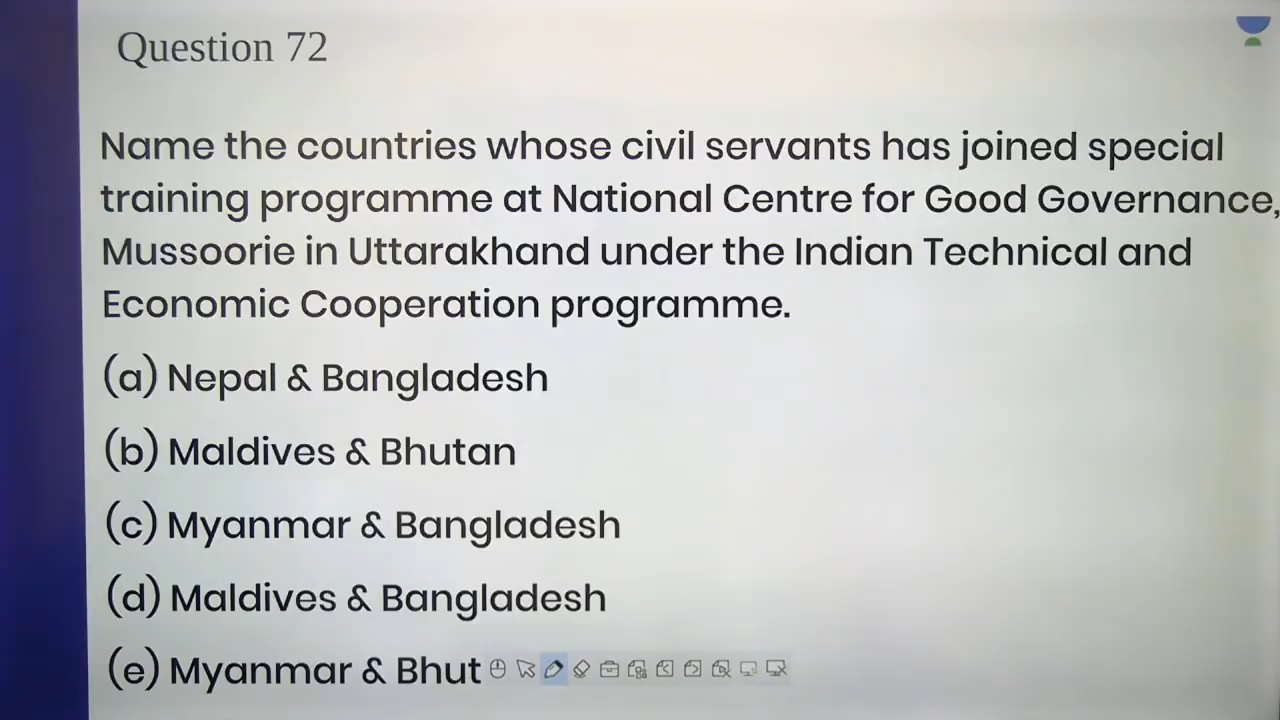 Question 72
Name the countries whose civil servants has joined special
training programme at National Centre for Good Governance,
Mussoorie in Uttarakhand under the Indian Technical and
Economic Cooperation programme.
(a) Nepal & Bangladesh
(b) Maldives & Bhutan
(c) Myanmar & Bangladesh
(d) Maldives & Bangladesh
(e) Myanmar & Bhut